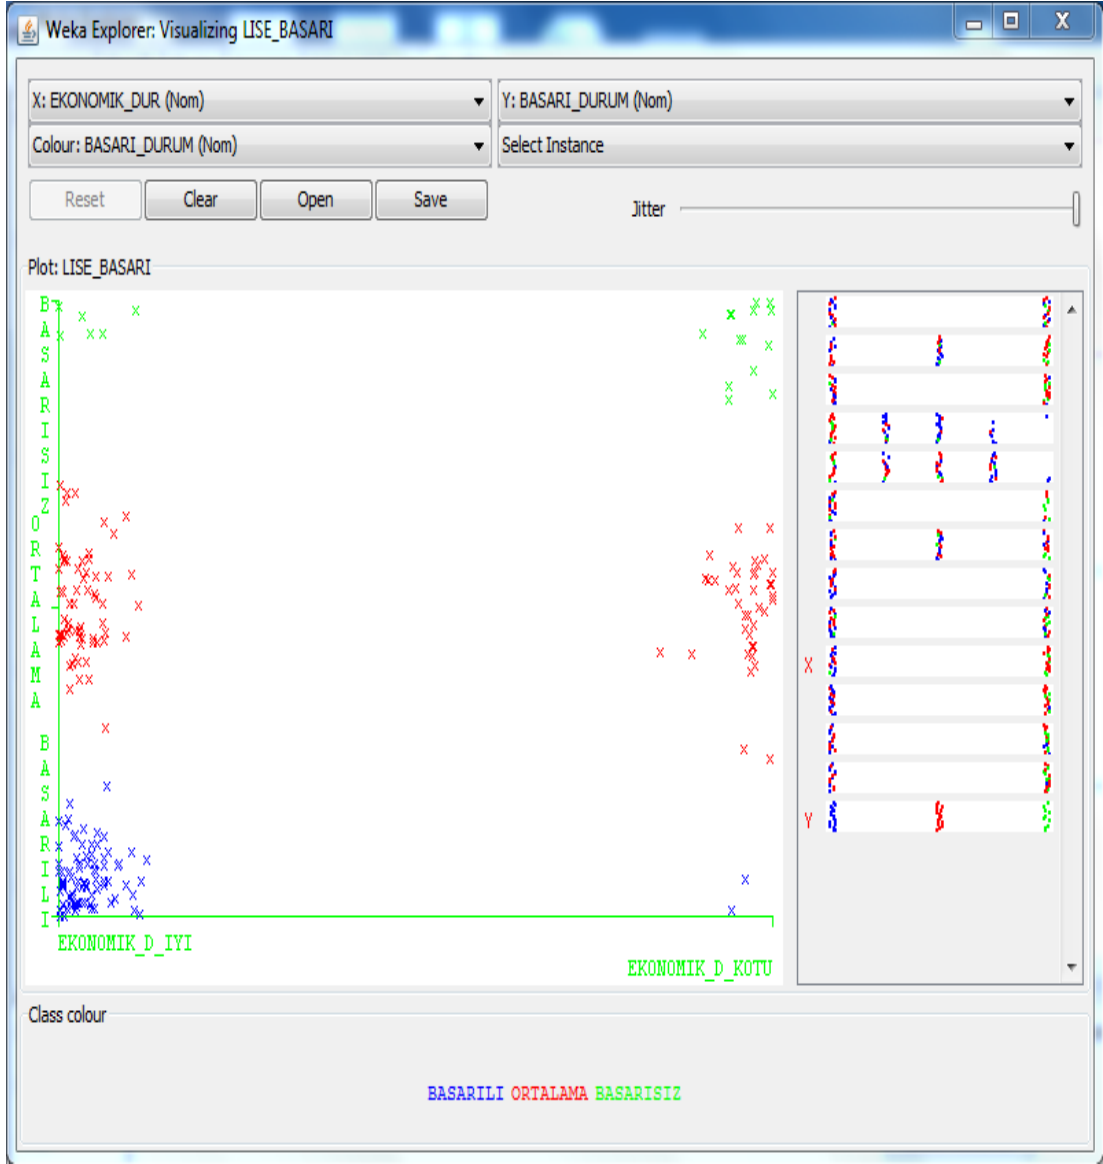 Weka Explorer: Visualizing LISE_BASARI
X
X: EKONOMIK_DUR (Nom)
Y: BASARI_DURUM (Nom)
Colour: BASARI_DURUM (Nom)
Select Instance
Reset
Clear
Open
Save
Jitter
Plot: LISE_BASARI
BASARISIZ
ORTALAMA
BASARILI
EKONOMIK_D_IYI
EKONOMIK_D_KOTU
X
Y
Class colour
BASARILI ORTALAMA BASARISIZ